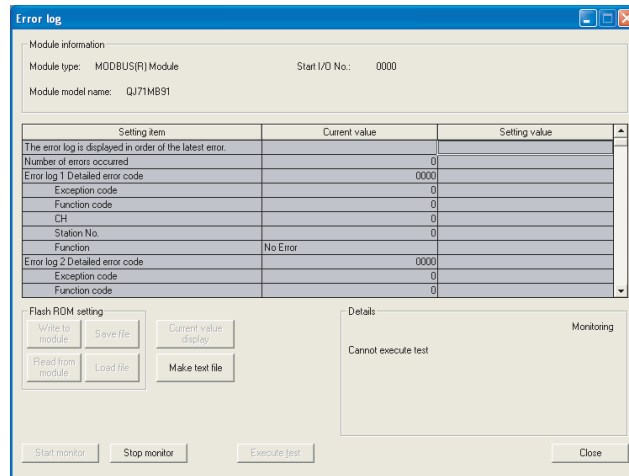 Error log
Module information
Module type: MODBUS(R) Module Start I/O No.: 0000
Module model name: QJ71MB91
Setting item Current value Setting value
The error log is displayed in order of the latest error.
Number of errors occurred 0
Error log 1 Detailed error code 0000
Exception code 0
Function code 0
CH 0
Station No. 0
Function No Error
Error log 2 Detailed error code 0000
Exception code 0
Function code 0
Flash ROM setting
Write to module
Save file
Current value display
Read from module
Load file
Make text file
Details
Monitoring
Cannot execute test
Start monitor Stop monitor Execute test Close